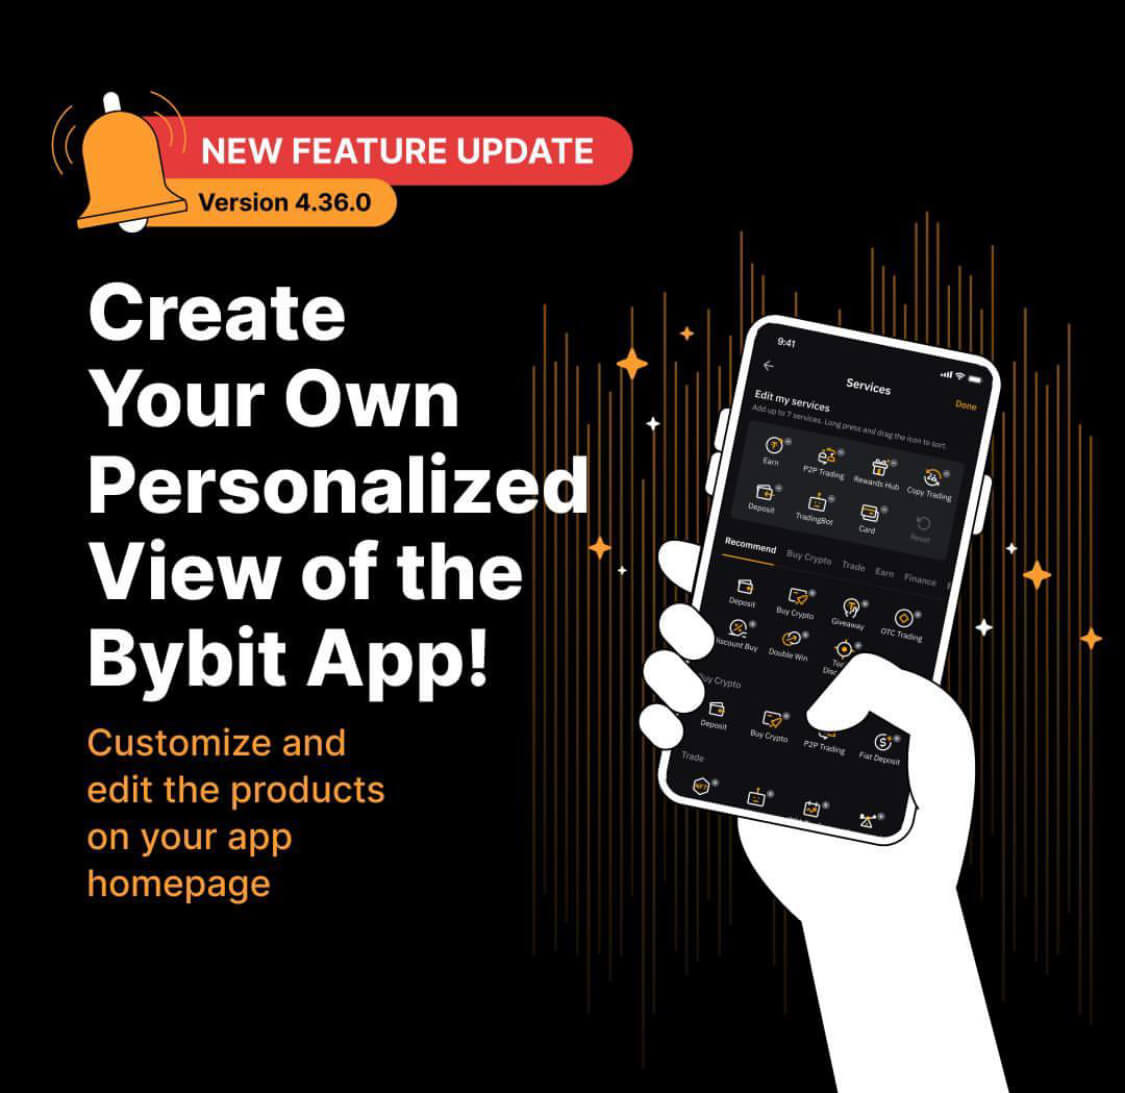 NEW FEATURE UPDATE
Version 4.36.0
Create
Your Own
Personalized
View of the
Bybit App!
Customize and
edit the products
on your app
homepage
9:41
Services
Done
Edit my services
Add up to 7 services. Long press and drag the icon to sort.
Earn
P2P Trading
Rewards Hub
Copy Trading
Deposit
TradingBot
Card
Reset
Recommend
Buy Crypto
Trade
Earn
Finance
Deposit
Buy Crypto
Giveaway
OTC Trading
Double Win
Buy Crypto
Deposit
Buy Crypto
P2P Trading
Fiat Deposit
Trade
NFT